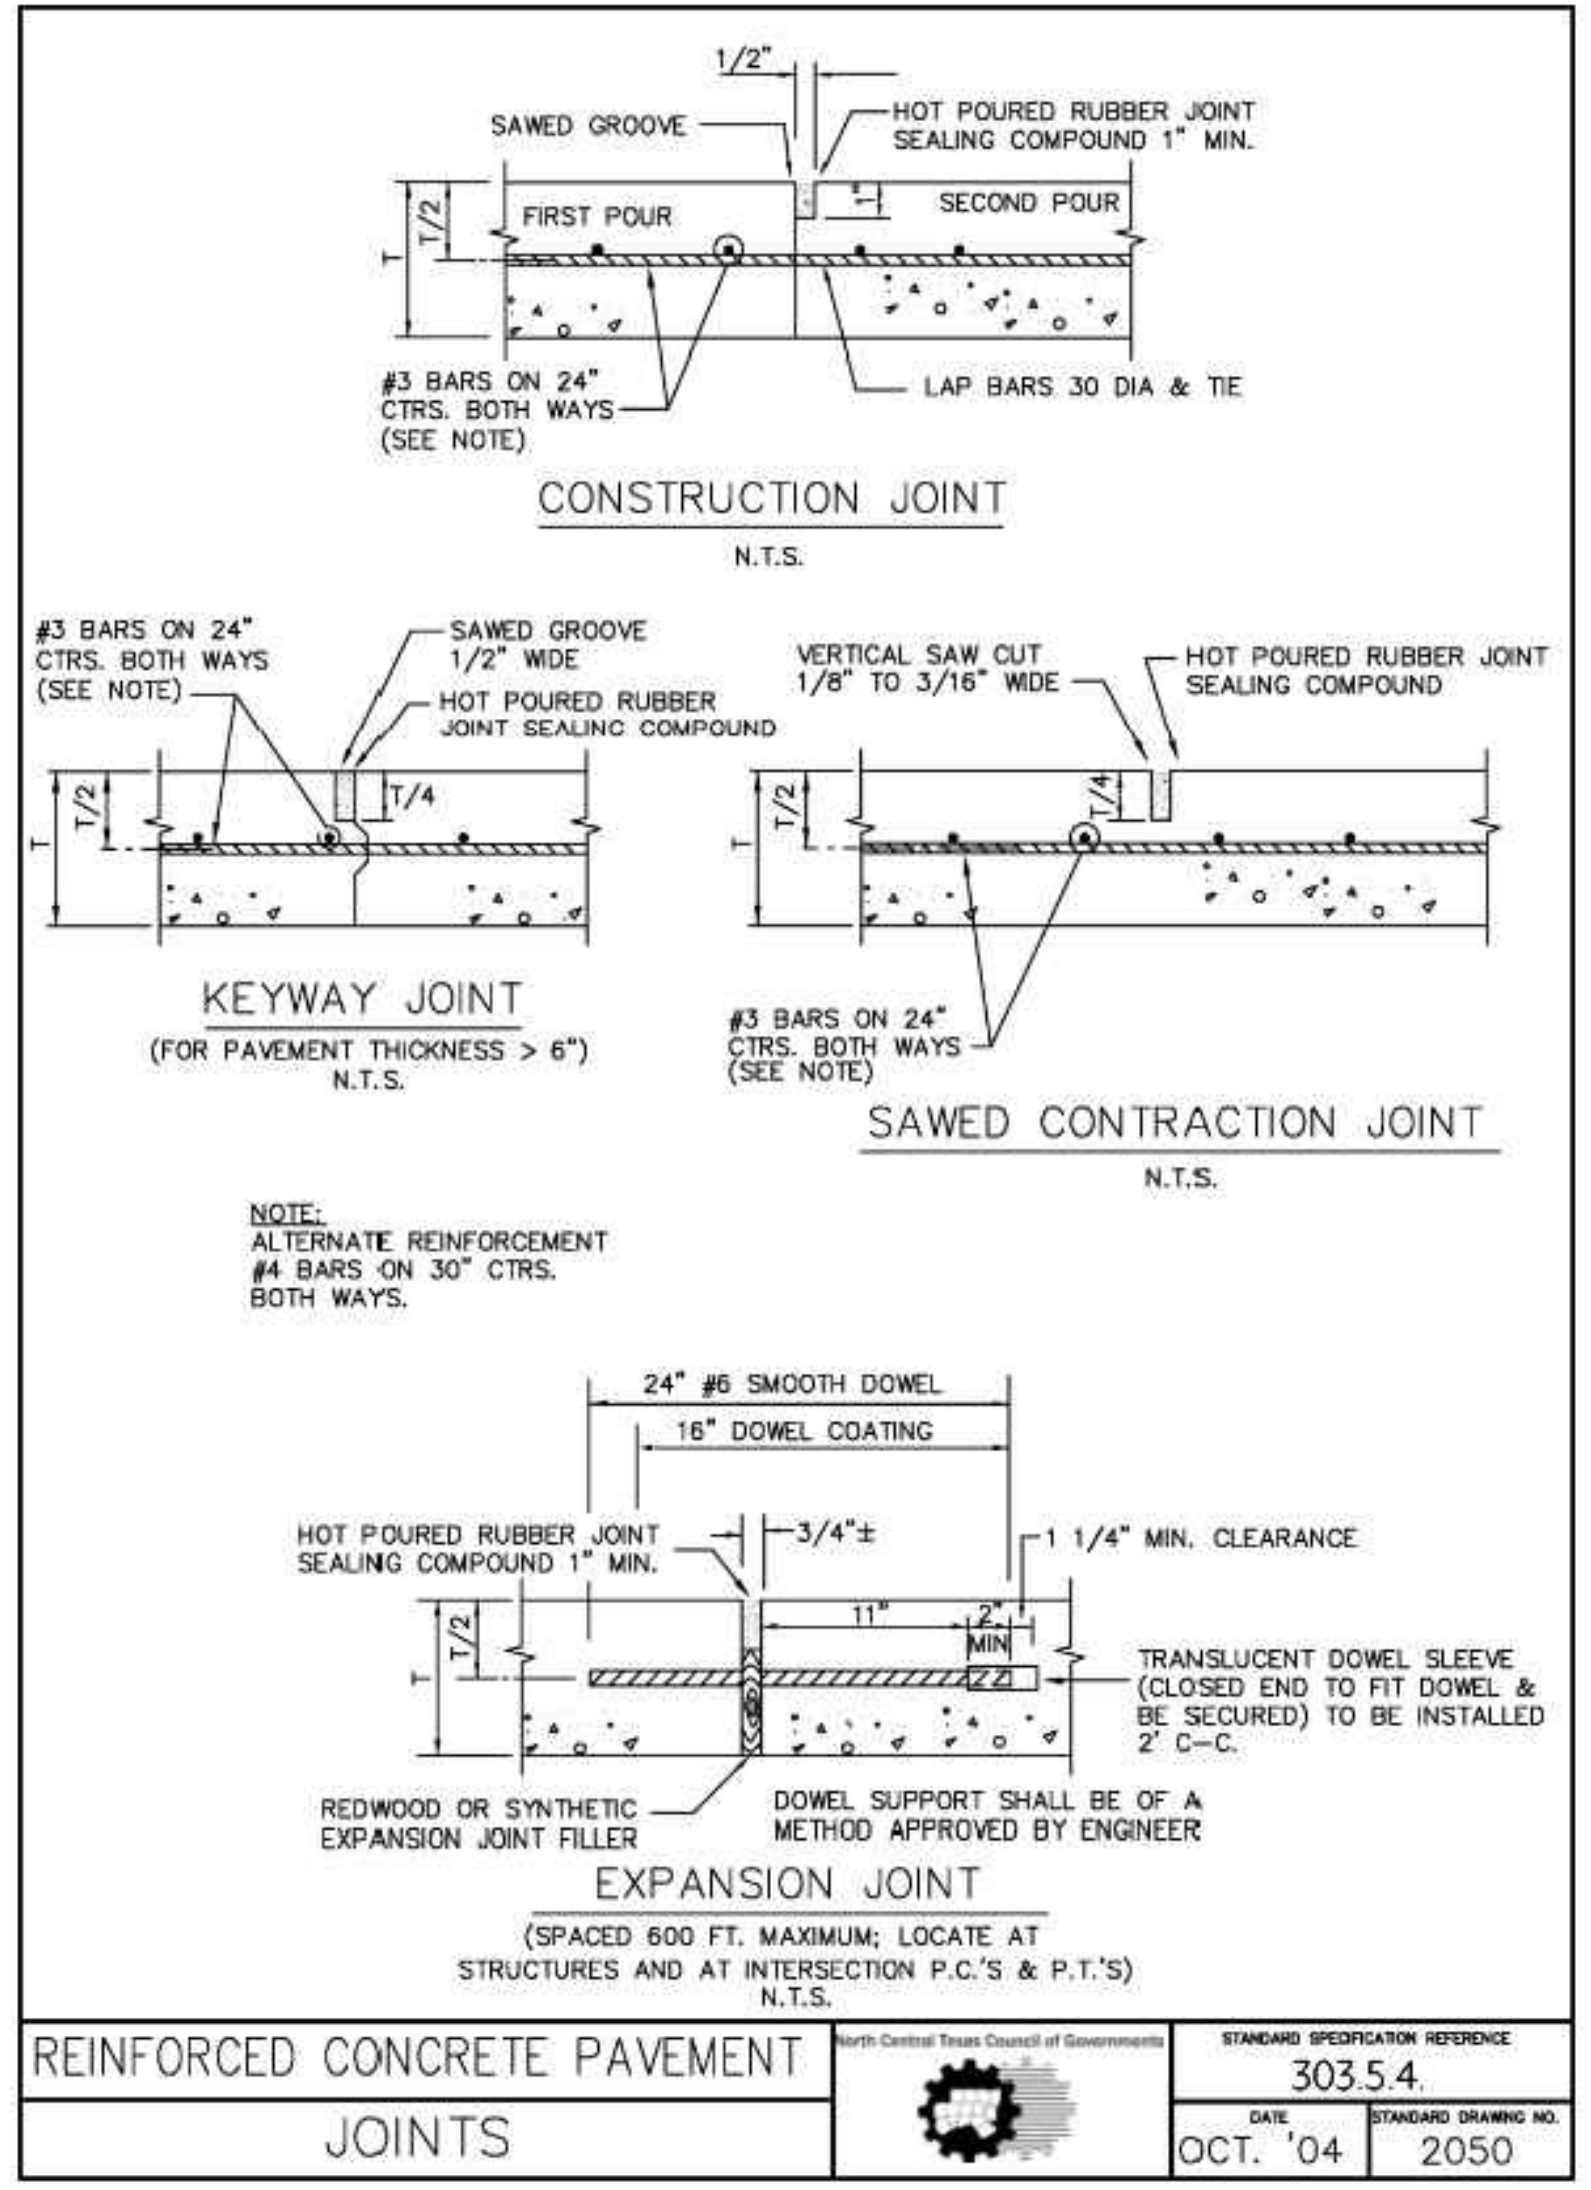 1/2"
SAWED GROOVE
HOT POURED RUBBER JOINT
SEALING COMPOUND 1" MIN.
T
T/2
FIRST POUR
1"
SECOND POUR
#3 BARS ON 24"
CTRS. BOTH WAYS
(SEE NOTE)
LAP BARS 30 DIA & TIE
CONSTRUCTION JOINT
N.T.S.
#3 BARS ON 24"
CTRS. BOTH WAYS
(SEE NOTE)
SAWED GROOVE
1/2" WIDE
HOT POURED RUBBER
JOINT SEALING COMPOUND
T
T/2
T/4
KEYWAY JOINT
(FOR PAVEMENT THICKNESS > 6")
N.T.S.
VERTICAL SAW CUT
1/8" TO 3/16" WIDE
HOT POURED RUBBER JOINT
SEALING COMPOUND
T
T/2
T/4
#3 BARS ON 24"
CTRS. BOTH WAYS
(SEE NOTE)
SAWED CONTRACTION JOINT
N.T.S.
NOTE:
ALTERNATE REINFORCEMENT
#4 BARS ON 30" CTRS.
BOTH WAYS.
24" #6 SMOOTH DOWEL
16" DOWEL COATING
HOT POURED RUBBER JOINT
SEALING COMPOUND 1" MIN.
3/4"±
1 1/4" MIN. CLEARANCE
T
T/2
11"
2"
MIN
TRANSLUCENT DOWEL SLEEVE
(CLOSED END TO FIT DOWEL &
BE SECURED) TO BE INSTALLED
2' C-C.
REDWOOD OR SYNTHETIC
EXPANSION JOINT FILLER
DOWEL SUPPORT SHALL BE OF A
METHOD APPROVED BY ENGINEER
EXPANSION JOINT
(SPACED 600 FT. MAXIMUM; LOCATE AT
STRUCTURES AND AT INTERSECTION P.C.'S & P.T.'S)
N.T.S.
REINFORCED CONCRETE PAVEMENT
JOINTS
North Central Texas Council of Governments
STANDARD SPECIFICATION REFERENCE
303.5.4.
DATE
OCT. '04
STANDARD DRAWING NO.
2050